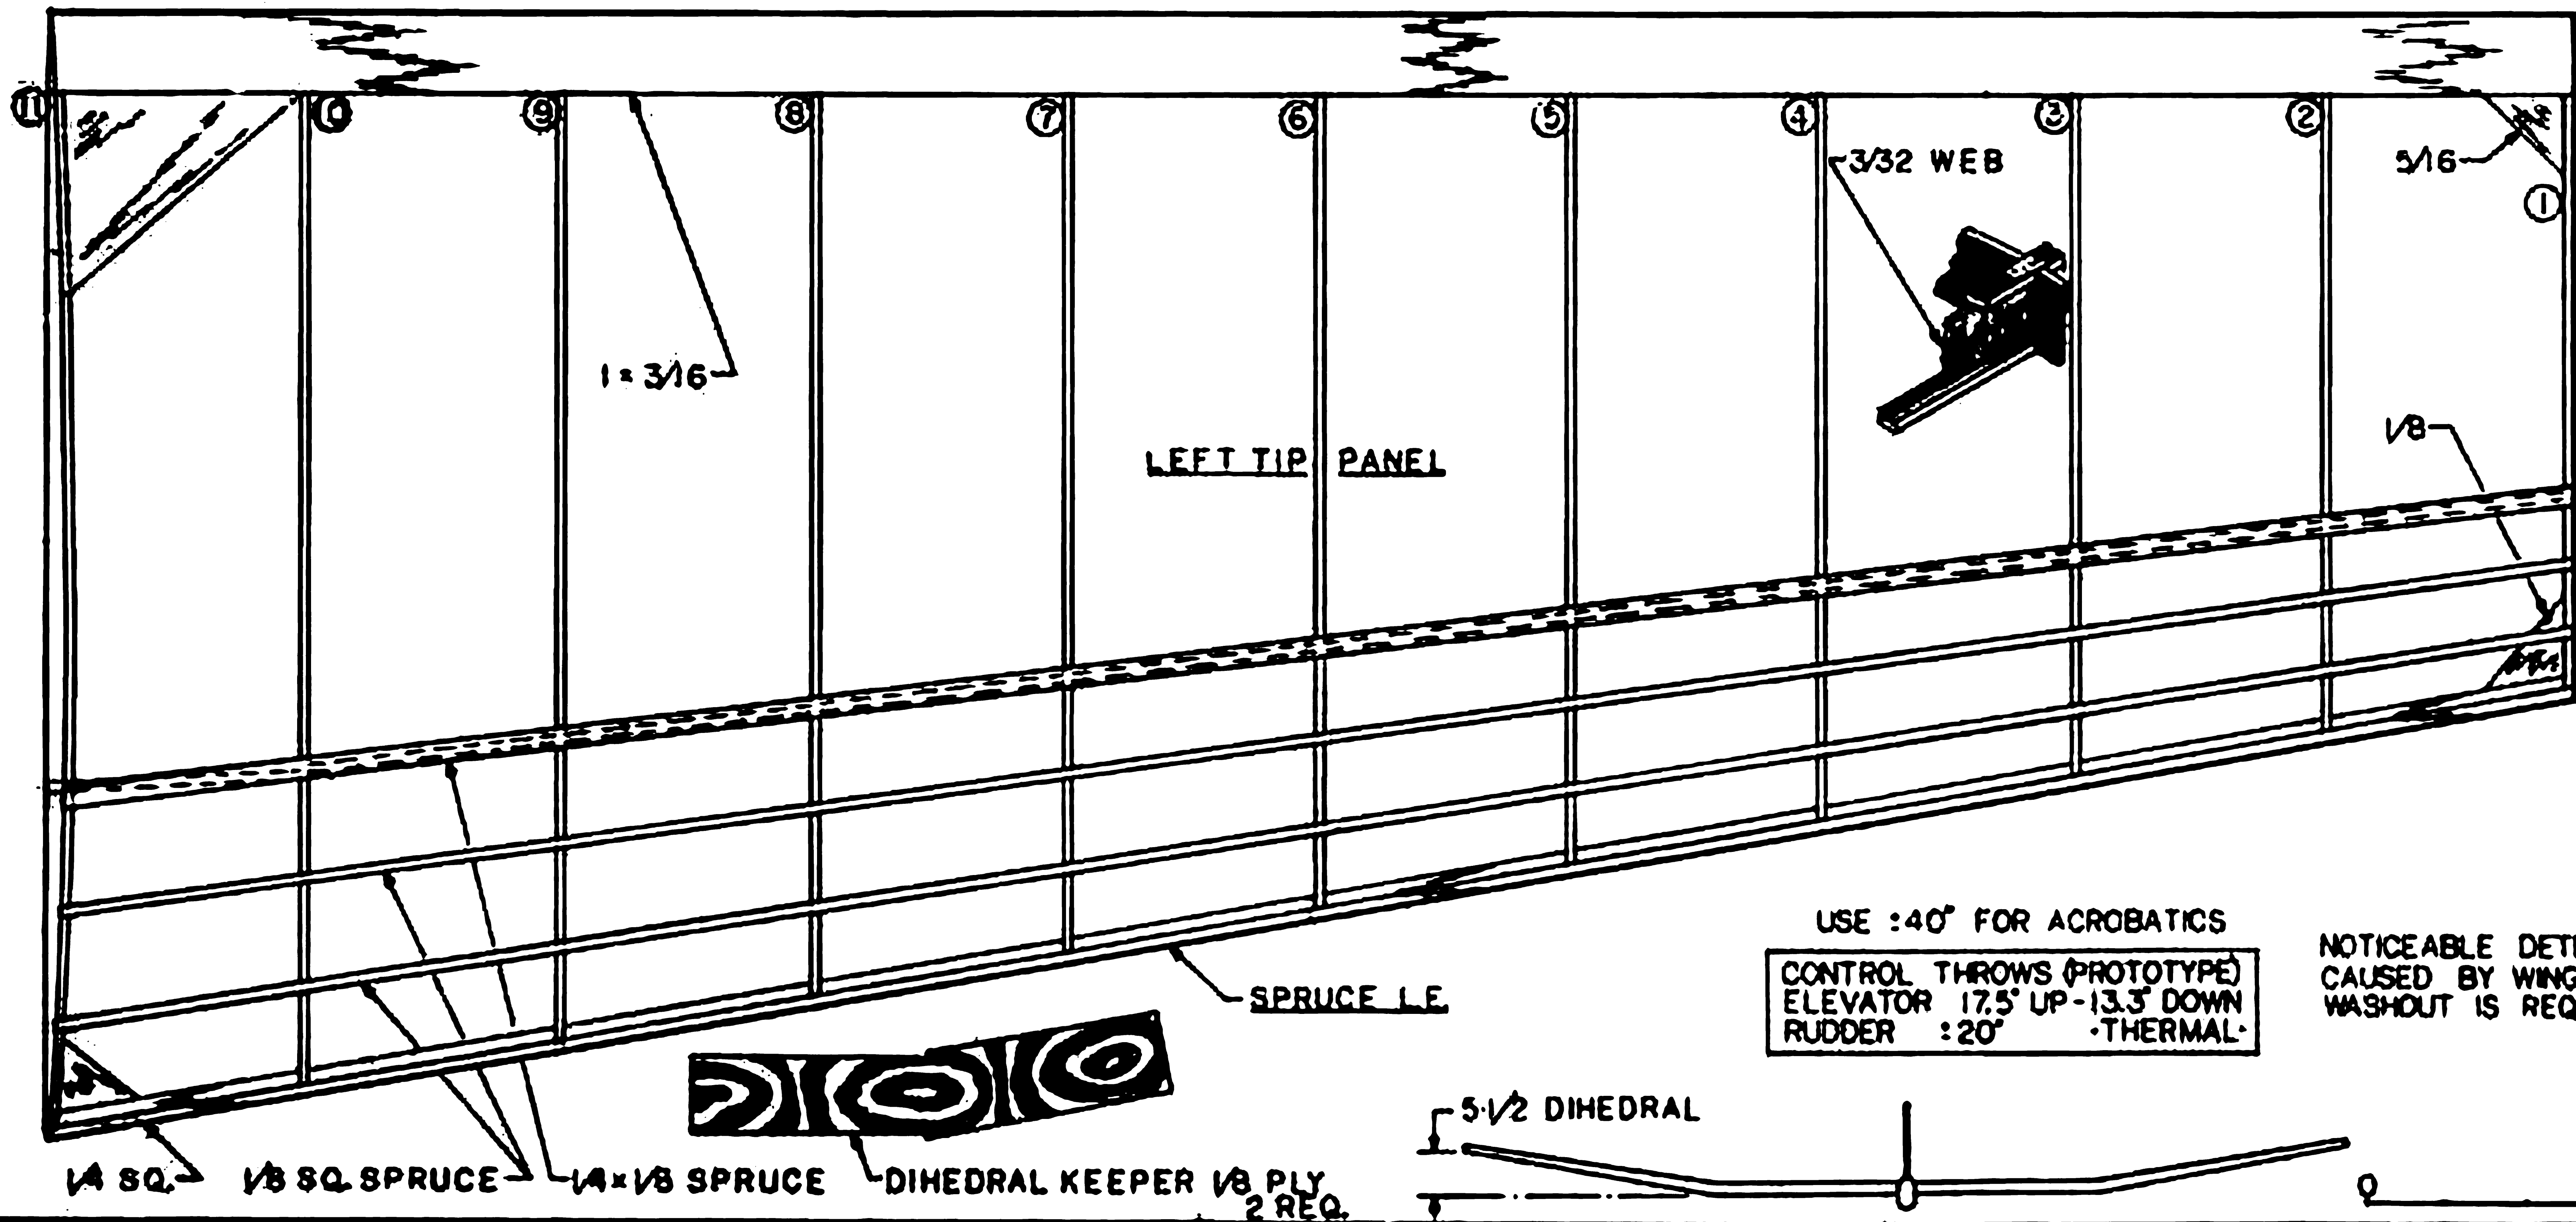 11
10
9
8
7
6
5
4
3
2
1
3/32 WEB
5/16
1 x 3/16
LEFT TIP PANEL
1/8
USE ±40° FOR ACROBATICS
CONTROL THROWS (PROTOTYPE)
ELEVATOR 17.5° UP - 13.3° DOWN
RUDDER ±20° •THERMAL•
NOTICEABLE
CAUSED BY WING
WASHOUT IS
SPRUCE L.E.
5-1/2 DIHEDRAL
1/4 SQ.
1/8 SQ. SPRUCE
1/4 x 1/8 SPRUCE
DIHEDRAL KEEPER 1/8 PLY
2 REQ.